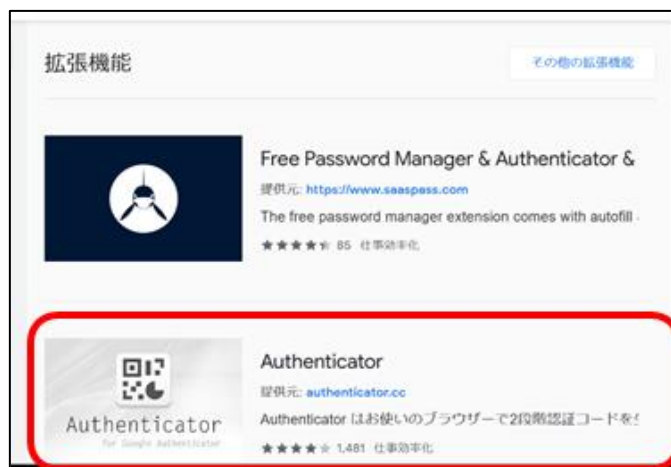 拡張機能
その他の拡張機能
Free Password Manager & Authenticator &
提供元: https://www.saaspass.com
The free password manager extension comes with autofill
★★★★★ 85 仕事効率化
Authenticator
for Google Authenticator
Authenticator
提供元: authenticator.cc
Authenticator はお使いのブラウザーで2段階認証コードを
★★★★☆ 1,481 仕事効率化